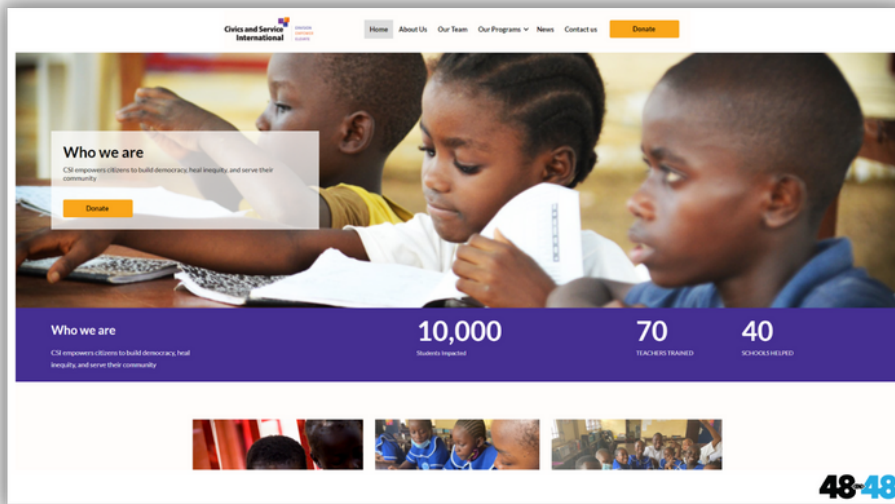 Civics and Service
International
ENGAGE
EMPOWER
ELEVATE
Home About Us Our Team Our Programs News Contact us Donate
Who we are
CSI empowers citizens to build democracy, heal inequity, and serve their
community
Donate
Who we are
CSI empowers citizens to build democracy, heal
inequity, and serve their community
10,000
Students Impacted
70
TEACHERS TRAINED
40
SCHOOLS HELPED
48in48